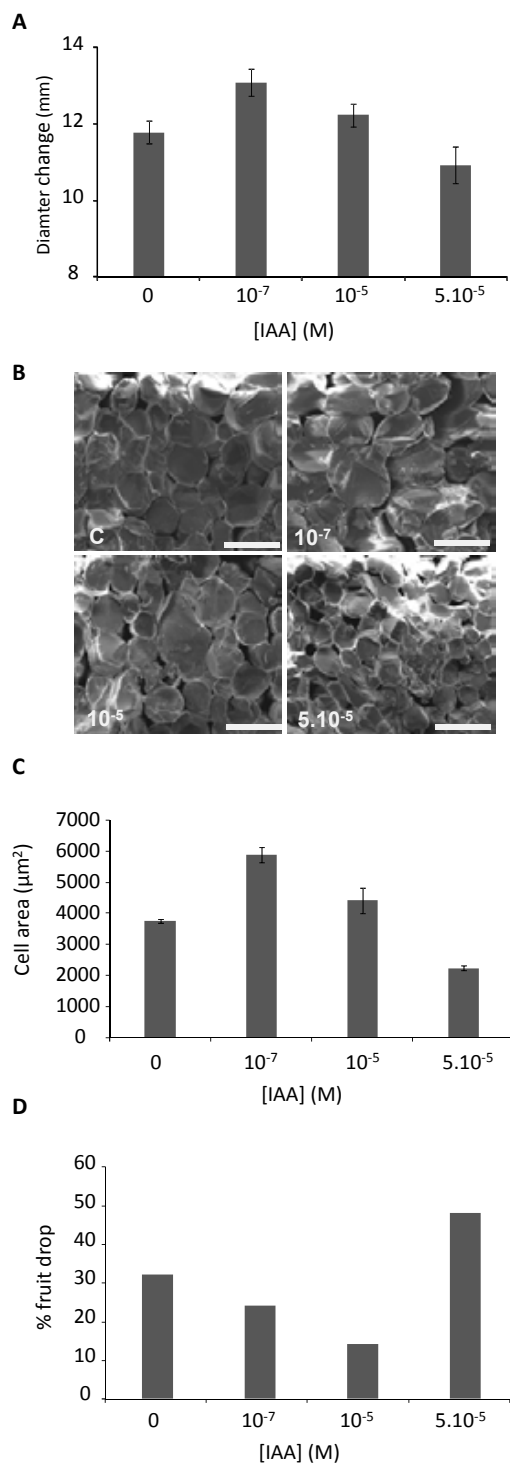 A
Diamter change (mm)
14
12
10
8
0 10⁻⁷ 10⁻⁵ 5.10⁻⁵
[IAA] (M)
B
C 10⁻⁷
10⁻⁵ 5.10⁻⁵
C
Cell area (µm²)
7000
6000
5000
4000
3000
2000
1000
0
0 10⁻⁷ 10⁻⁵ 5.10⁻⁵
[IAA] (M)
D
% fruit drop
60
50
40
30
20
10
0
0 10⁻⁷ 10⁻⁵ 5.10⁻⁵
[IAA] (M)